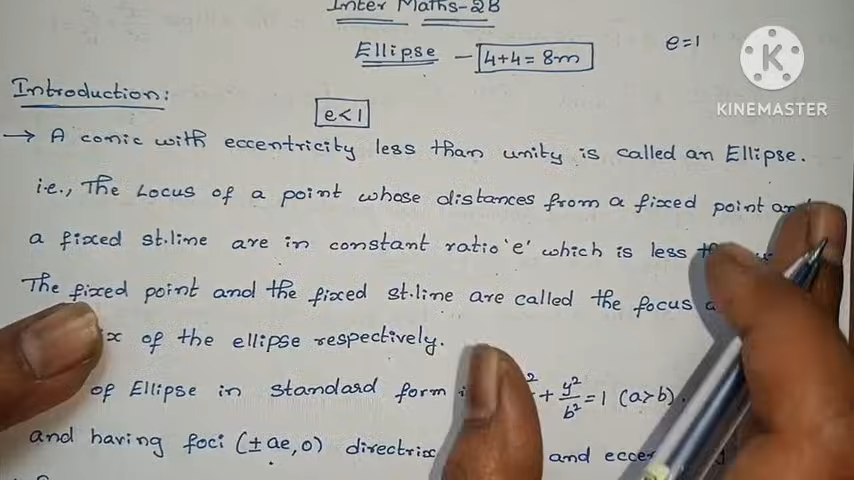 Inter Maths-2B
Ellipse - 4+4=8m
e=1
KINEMASTER
Introduction:
e<1
→ A conic with eccentricity less than unity is called an Ellipse.
i.e., The Locus of a point whose distances from a fixed point and
a fixed st.line are in constant ratio 'e' which is less
The fixed point and the fixed st.line are called the focus
of the ellipse respectively.
of Ellipse in standard form + y²/b² = 1 (a>b).
and having foci (±ae,0) directrix and